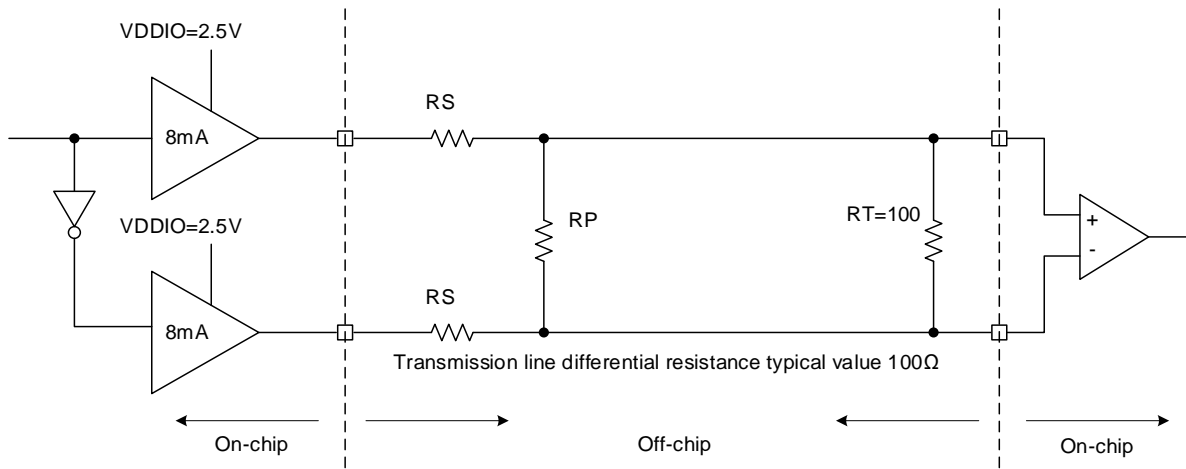 VDDIO=2.5V
RS
8mA
VDDIO=2.5V
RP
RT=100
+
-
RS
8mA
Transmission line differential resistance typical value 100Ω
On-chip
Off-chip
On-chip